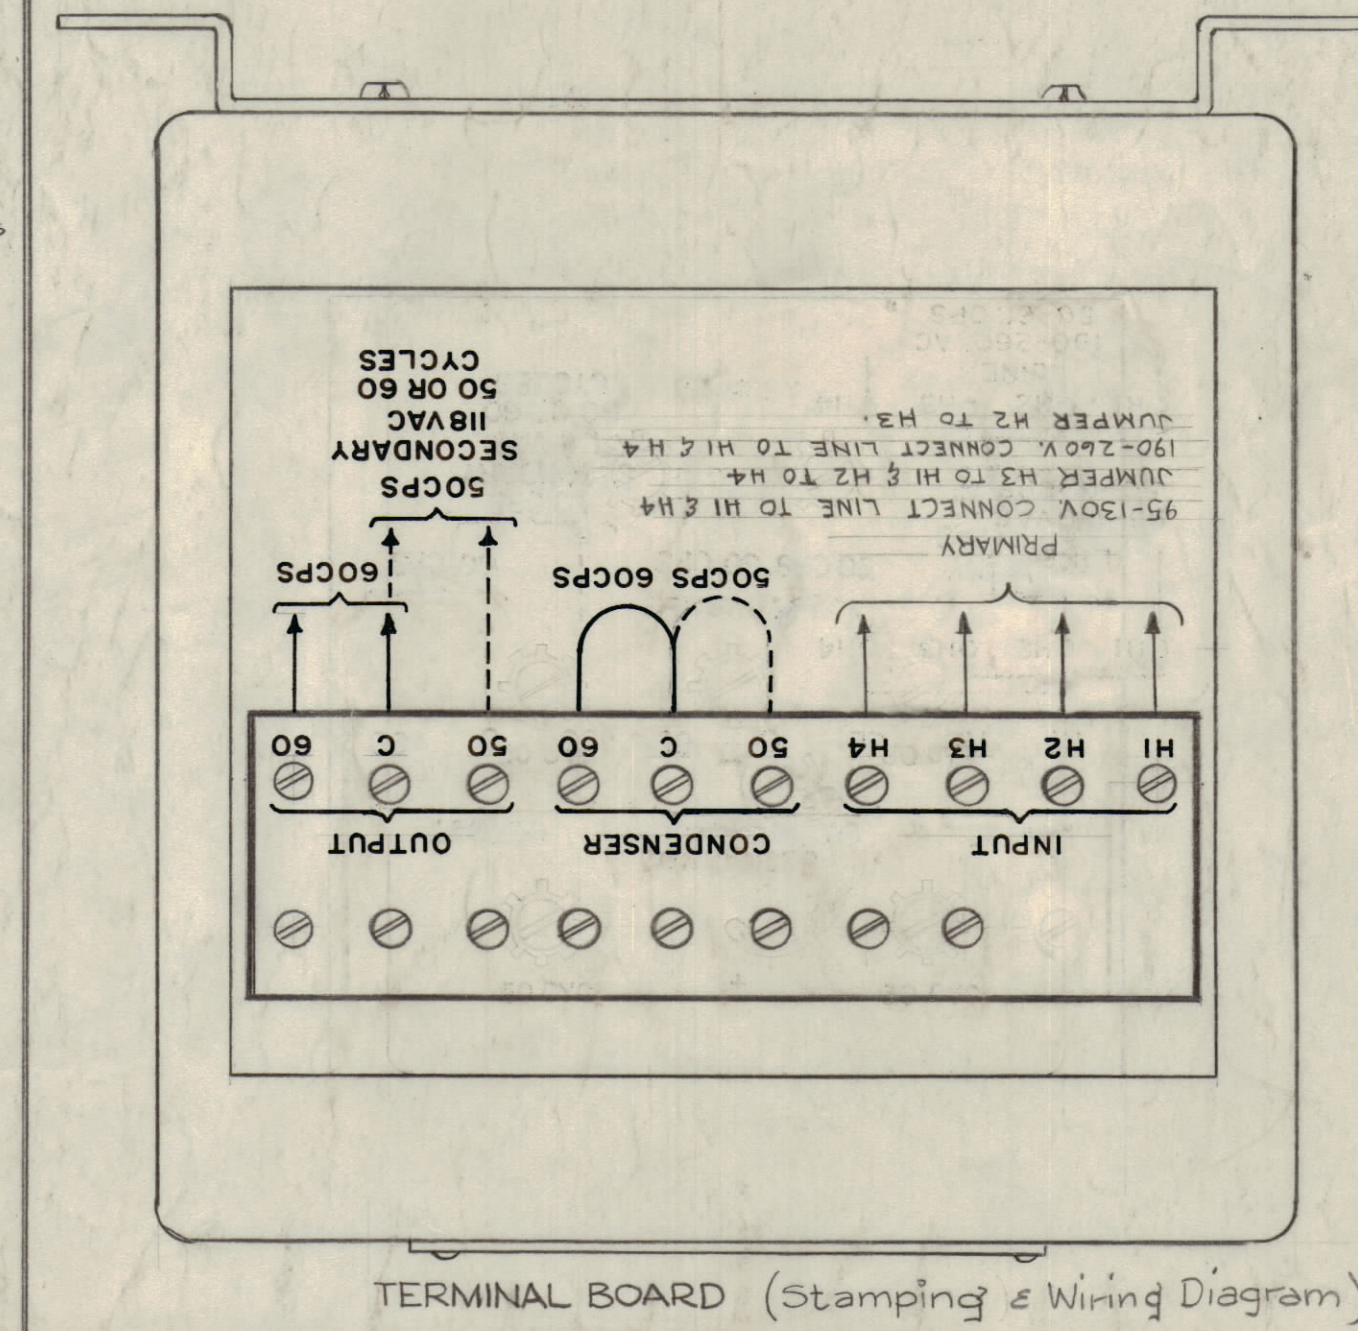 INPUT
CONDENSER
OUTPUT
H1 H2 H3 H4 50 C 60 50 C 60
PRIMARY
95-130V. CONNECT LINE TO H1 & H4
JUMPER H3 TO H1 & H2 TO H4
190-260V. CONNECT LINE TO H1 & H4
JUMPER H2 TO H3.
50CPS 60CPS
60CPS
50CPS
SECONDARY
118VAC
50 OR 60
CYCLES
TERMINAL BOARD (Stamping & Wiring Diagram)